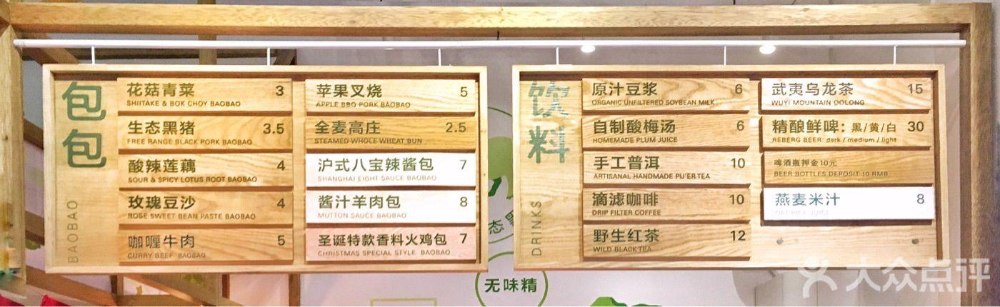 包包
BAOBAO
花菇青菜 3
SHIITAKE & BOK CHOY BAOBAO
生态黑猪 3.5
FREE RANGE BLACK PORK BAOBAO
酸辣莲藕 4
SOUR & SPICY LOTUS ROOT BAOBAO
玫瑰豆沙 4
ROSE SWEET BEAN PASTE BAOBAO
咖喱牛肉 5
CURRY BEEF BAOBAO
苹果叉烧 5
APPLE BBQ PORK BAOBAO
全麦高庄 2.5
STEAMED WHOLE WHEAT BUN
沪式八宝辣酱包 7
SHANGHAI EIGHT SAUCE BAOBAO
酱汁羊肉包 8
MUTTON SAUCE BAOBAO
圣诞特款香料火鸡包 7
CHRISTMAS SPECIAL STYLE BAOBAO
饮料
DRINKS
原汁豆浆 6
ORGANIC UNFILTERED SOYBEAN MILK
自制酸梅汤 6
HOMEMADE PLUM JUICE
手工普洱 10
ARTISANAL HANDMADE PU'ER TEA
滴滤咖啡 10
DRIP FILTER COFFEE
野生红茶 12
WILD BLACK TEA
武夷乌龙茶 15
WUYI MOUNTAIN OOLONG
精酿鲜啤：黑/黄/白 30
REBERG BEER: dark / medium / light
啤酒瓶押金10元
BEER BOTTLES DEPOSIT 10 RMB
燕麦米汁 8
OAT RICE JUICE
无味精
大众点评